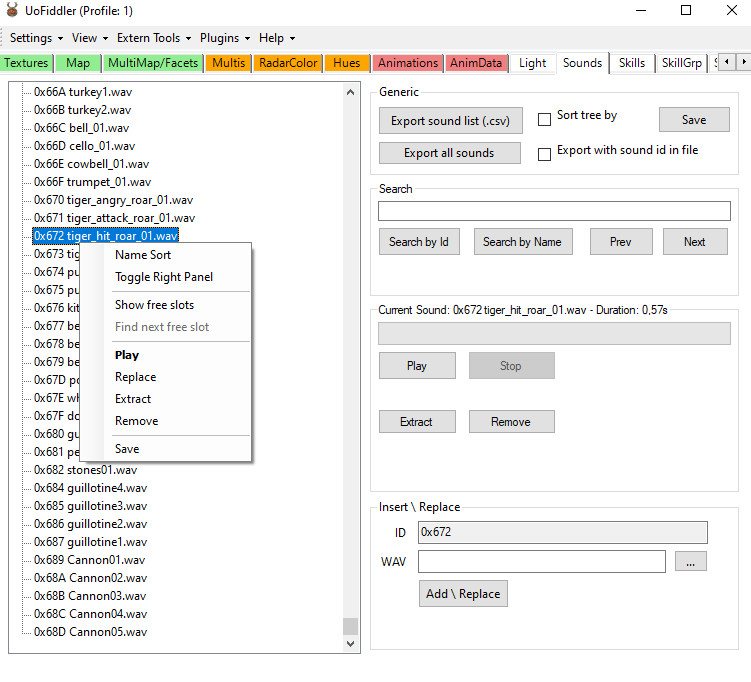 UoFiddler (Profile: 1)
Settings View Extern Tools Plugins Help
Textures Map MultiMap/Facets Multis RadarColor Hues Animations AnimData Light Sounds Skills SkillGrp
0x66A turkey1.wav
0x66B turkey2.wav
0x66C bell_01.wav
0x66D cello_01.wav
0x66E cowbell_01.wav
0x66F trumpet_01.wav
0x670 tiger_angry_roar_01.wav
0x671 tiger_attack_roar_01.wav
0x672 tiger_hit_roar_01.wav
0x673 tig
0x674 pu
0x675 pu
0x676 kit
0x677 be
0x678 be
0x679 be
0x67D po
0x67E wh
0x67F do
0x680 gu
0x681 pe
0x682 stones01.wav
0x684 guillotine4.wav
0x685 guillotine3.wav
0x686 guillotine2.wav
0x687 guillotine1.wav
0x689 Cannon01.wav
0x68A Cannon02.wav
0x68B Cannon03.wav
0x68C Cannon04.wav
0x68D Cannon05.wav
Name Sort
Toggle Right Panel
Show free slots
Find next free slot
Play
Replace
Extract
Remove
Save
Generic
Export sound list (.csv) Sort tree by Save
Export all sounds Export with sound id in file
Search
Search by Id Search by Name Prev Next
Current Sound: 0x672 tiger_hit_roar_01.wav - Duration: 0,57s
Play Stop
Extract Remove
Insert \ Replace
ID 0x672
WAV ...
Add \ Replace